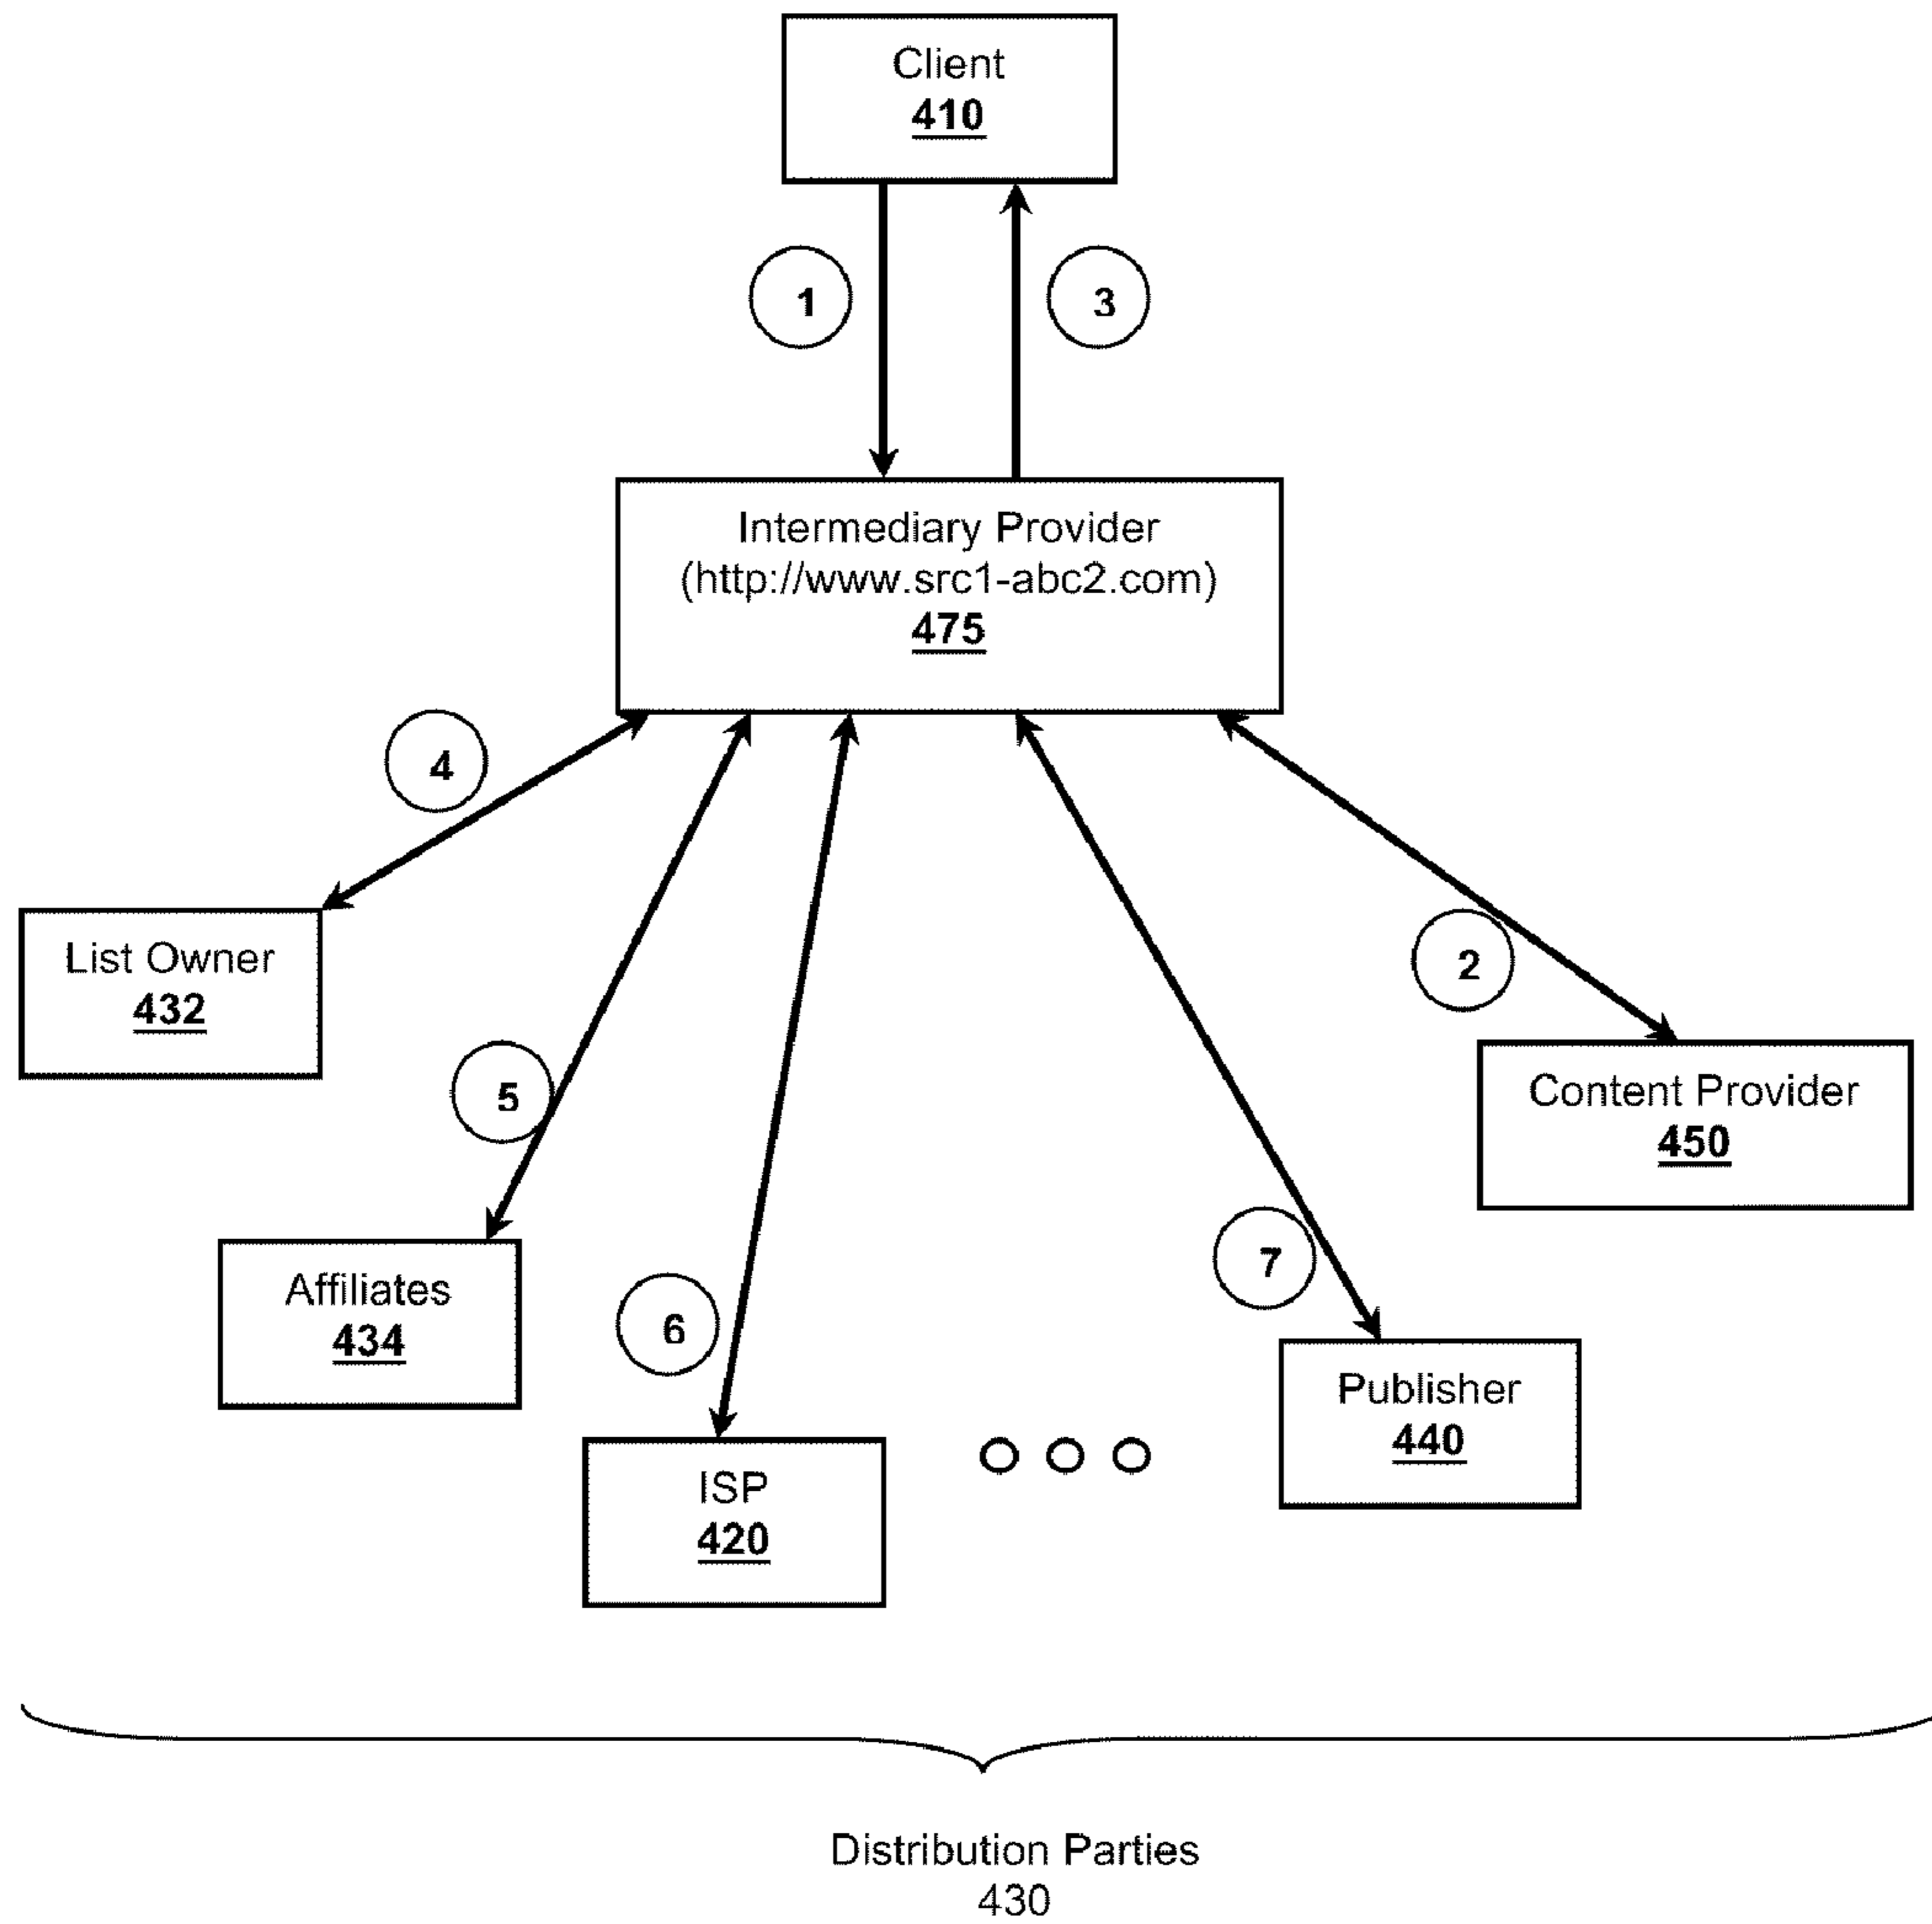 Client
410
1
3
Intermediary Provider
(http://www.src1-abc2.com)
475
4
2
List Owner
432
5
Content Provider
450
Affiliates
434
6
7
Publisher
440
ISP
420
Distribution Parties
430